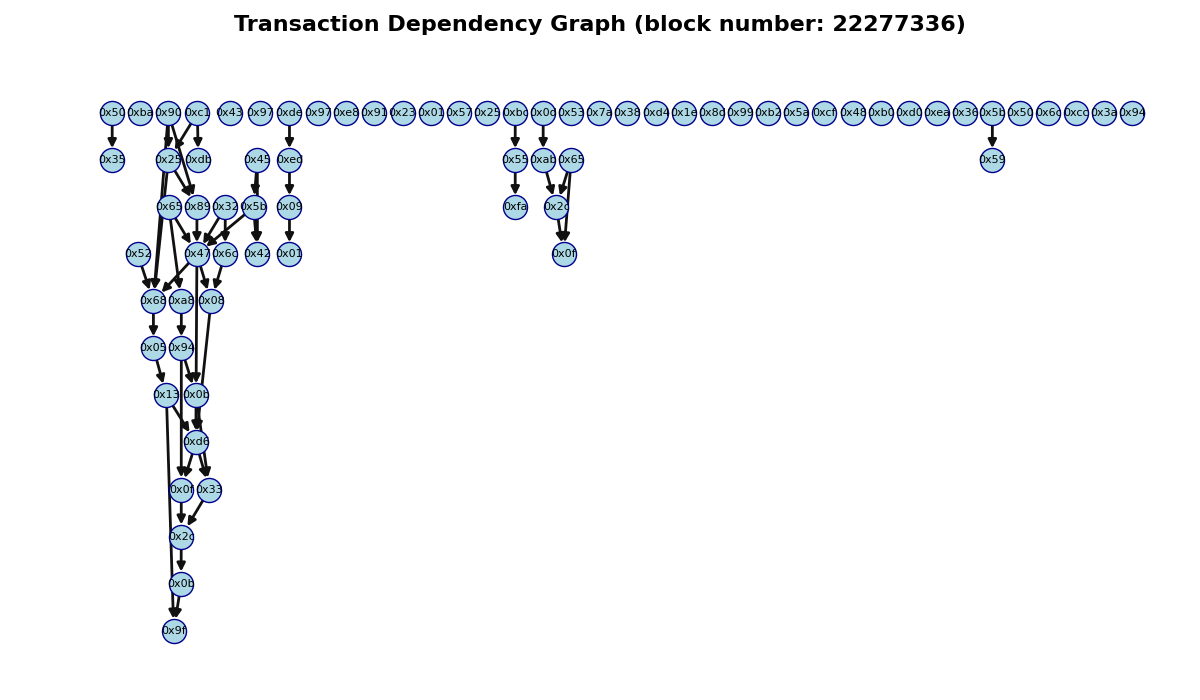 Transaction Dependency Graph (block number: 22277336)
0x50 0xba 0x90 0xc1 0x43 0x97 0xde 0x97 0xe8 0x91 0x23 0x01 0x57 0x25 0xbc 0x0d 0x53 0x7a 0x38 0xd4 0x1e 0x8d 0x99 0xb2 0x5a 0xcf 0x48 0xb0 0xd0 0xea 0x36 0x5b 0x50 0x6c 0xcc 0x3a 0x94
0x35 0x25 0xdb 0x45 0xed 0x55 0xab 0x65 0x59
0x65 0x89 0x32 0x5b 0x09 0xfa 0x2c
0x52 0x47 0x6c 0x42 0x01 0x0f
0x68 0xa8 0x08
0x05 0x94
0x13 0x0b
0xd6
0x0f 0x33
0x2c
0x0b
0x9f